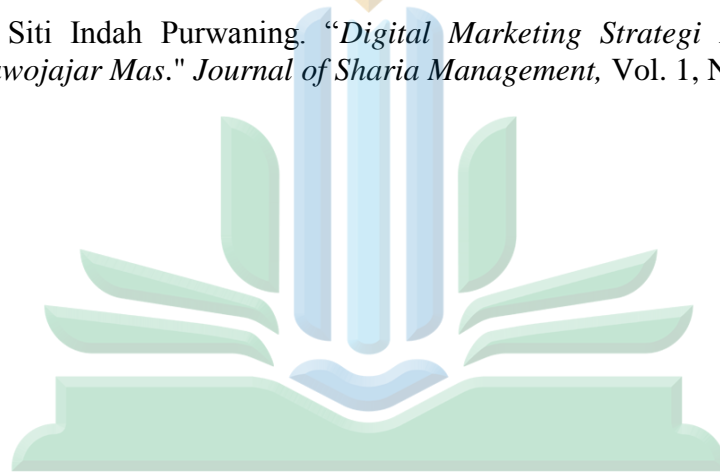 Siti Indah Purwaning. “Digital Marketing Strategi
wojajar Mas." Journal of Sharia Management, Vol. 1, N